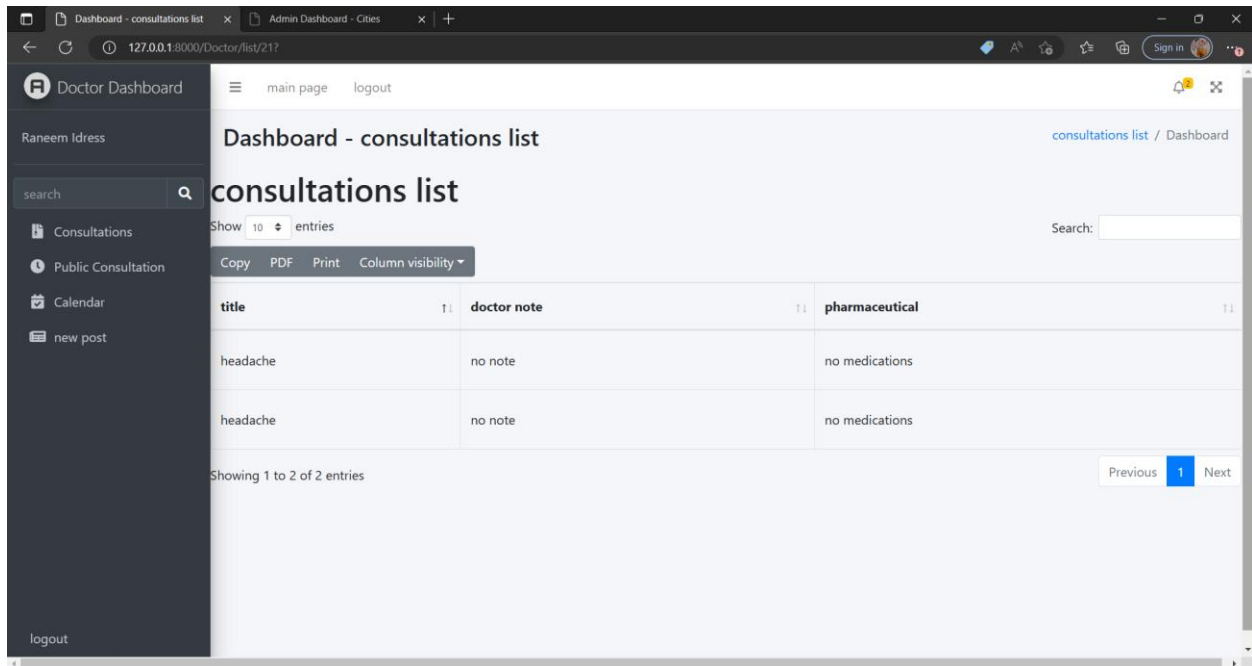 Dashboard - consultations list
Admin Dashboard - Cities
127.0.0.1:8000/Doctor/list/21?
Sign in
Doctor Dashboard
main page logout
2
Raneem Idress
Dashboard - consultations list
consultations list / Dashboard
search
consultations list
Consultations
Public Consultation
Calendar
new post
Show 10 entries
Search:
Copy PDF Print Column visibility
title doctor note pharmaceutical
headache no note no medications
headache no note no medications
Showing 1 to 2 of 2 entries
Previous 1 Next
logout